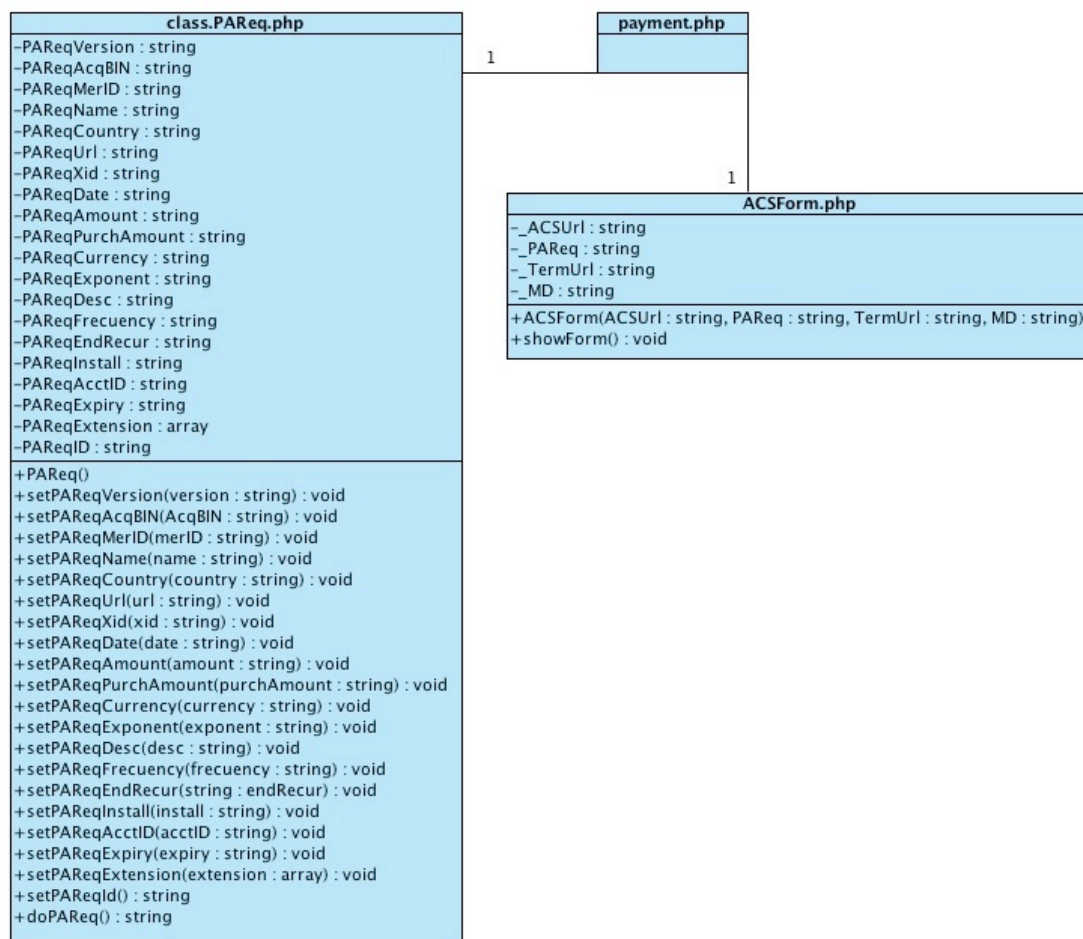 class.PAReq.php
-PAReqVersion : string
-PAReqAcqBIN : string
-PAReqMerID : string
-PAReqName : string
-PAReqCountry : string
-PAReqUrl : string
-PAReqXid : string
-PAReqDate : string
-PAReqAmount : string
-PAReqPurchAmount : string
-PAReqCurrency : string
-PAReqExponent : string
-PAReqDesc : string
-PAReqFrecuency : string
-PAReqEndRecur : string
-PAReqInstall : string
-PAReqAcctID : string
-PAReqExpiry : string
-PAReqExtension : array
-PAReqID : string
+PAReq()
+setPAReqVersion(version : string) : void
+setPAReqAcqBIN(AcqBIN : string) : void
+setPAReqMerID(merID : string) : void
+setPAReqName(name : string) : void
+setPAReqCountry(country : string) : void
+setPAReqUrl(url : string) : void
+setPAReqXid(xid : string) : void
+setPAReqDate(date : string) : void
+setPAReqAmount(amount : string) : void
+setPAReqPurchAmount(purchAmount : string) : void
+setPAReqCurrency(currency : string) : void
+setPAReqExponent(exponent : string) : void
+setPAReqDesc(desc : string) : void
+setPAReqFrecuency(frecuency : string) : void
+setPAReqEndRecur(string : endRecur) : void
+setPAReqInstall(install : string) : void
+setPAReqAcctID(acctID : string) : void
+setPAReqExpiry(expiry : string) : void
+setPAReqExtension(extension : array) : void
+setPAReqId() : string
+doPAReq() : string
1
payment.php
1
ACSForm.php
-_ACSUrl : string
-_PAReq : string
-_TermUrl : string
-_MD : string
+ACSForm(ACSUrl : string, PAReq : string, TermUrl : string, MD : string)
+showForm() : void